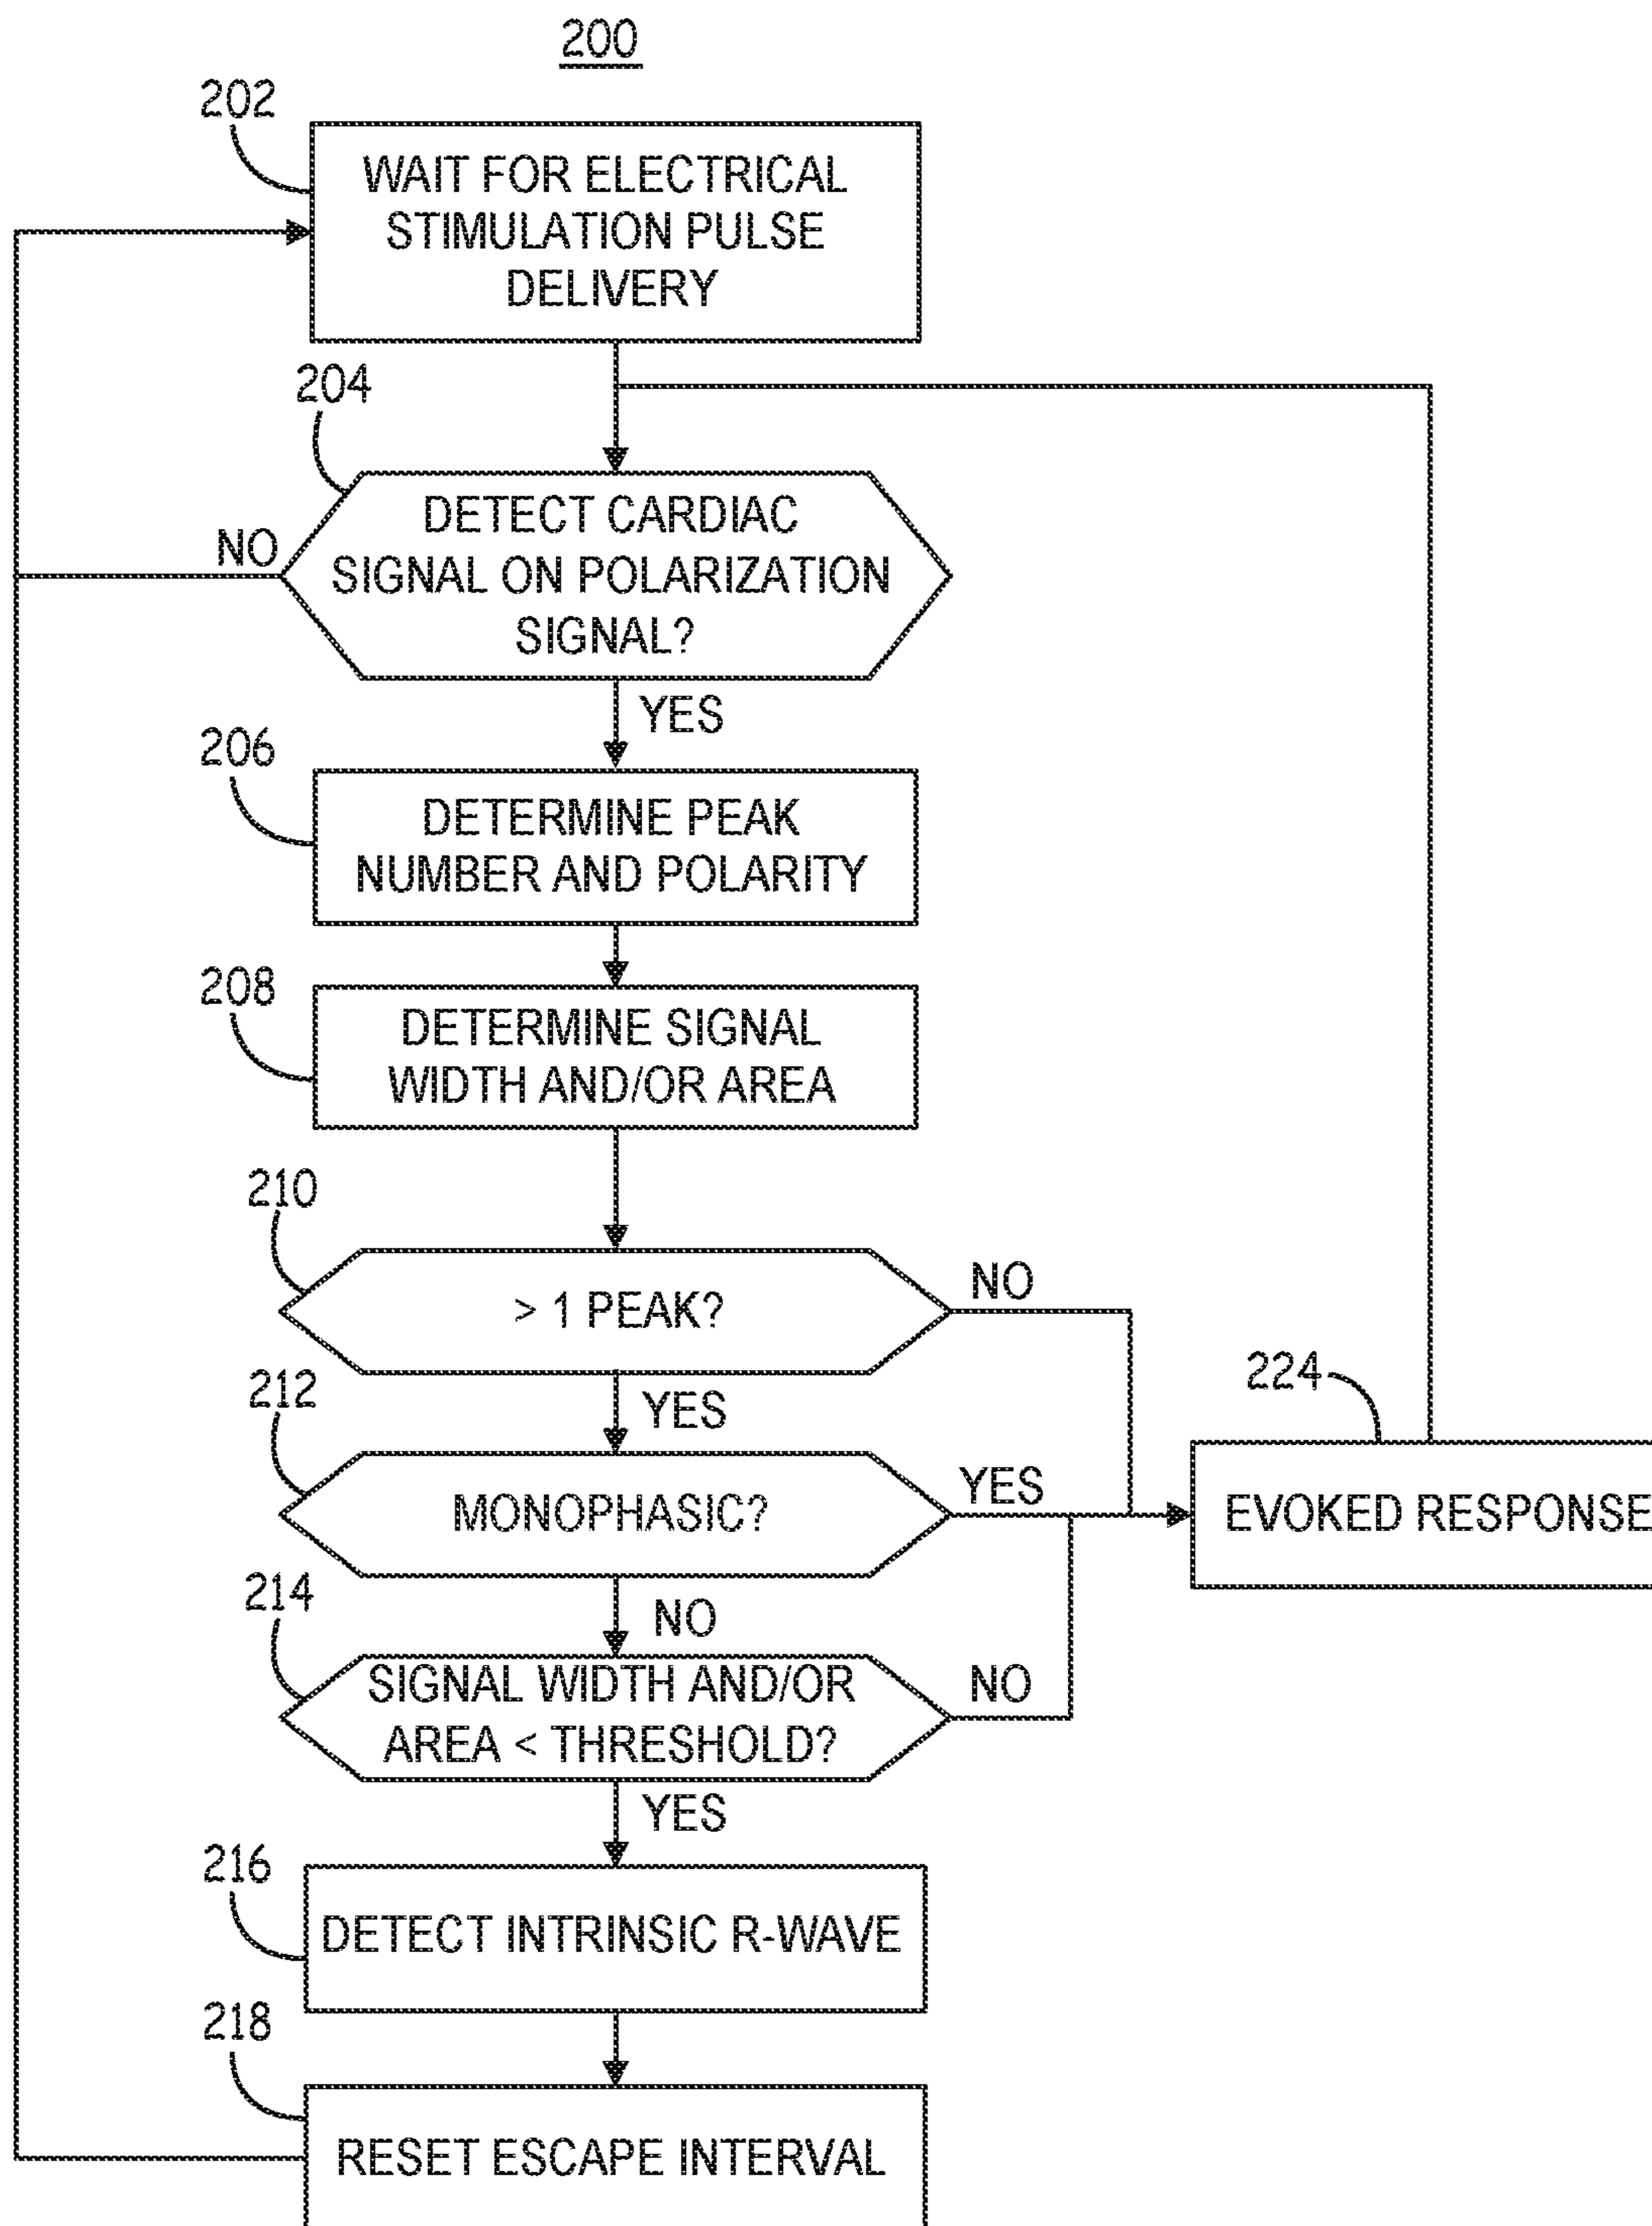 200
202
WAIT FOR ELECTRICAL
STIMULATION PULSE
DELIVERY
204
DETECT CARDIAC
SIGNAL ON POLARIZATION
SIGNAL?
NO
YES
206
DETERMINE PEAK
NUMBER AND POLARITY
208
DETERMINE SIGNAL
WIDTH AND/OR AREA
210
> 1 PEAK?
NO
YES
212
MONOPHASIC?
YES
NO
224
EVOKED RESPONSE
214
SIGNAL WIDTH AND/OR
AREA < THRESHOLD?
NO
YES
216
DETECT INTRINSIC R-WAVE
218
RESET ESCAPE INTERVAL